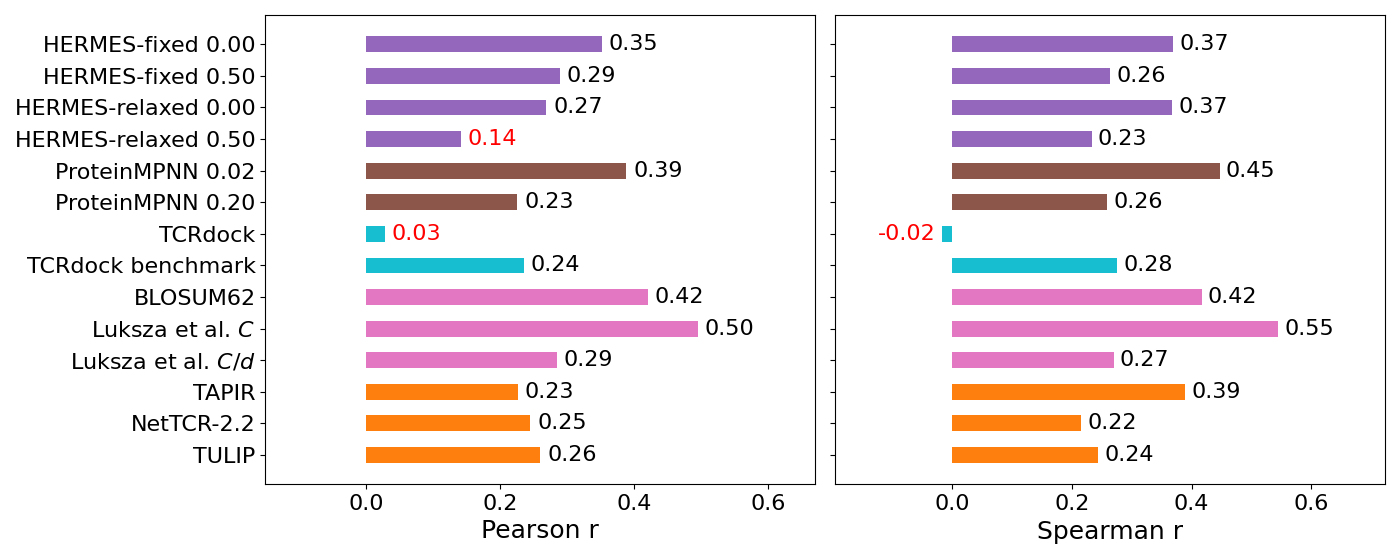 HERMES-fixed 0.00 0.35 0.37
HERMES-fixed 0.50 0.29 0.26
HERMES-relaxed 0.00 0.27 0.37
HERMES-relaxed 0.50 0.14 0.23
ProteinMPNN 0.02 0.39 0.45
ProteinMPNN 0.20 0.23 0.26
TCRdock 0.03 -0.02
TCRdock benchmark 0.24 0.28
BLOSUM62 0.42 0.42
Luksza et al. C 0.50 0.55
Luksza et al. C/d 0.29 0.27
TAPIR 0.23 0.39
NetTCR-2.2 0.25 0.22
TULIP 0.26 0.24
0.0 0.2 0.4 0.6 0.0 0.2 0.4 0.6
Pearson r Spearman r